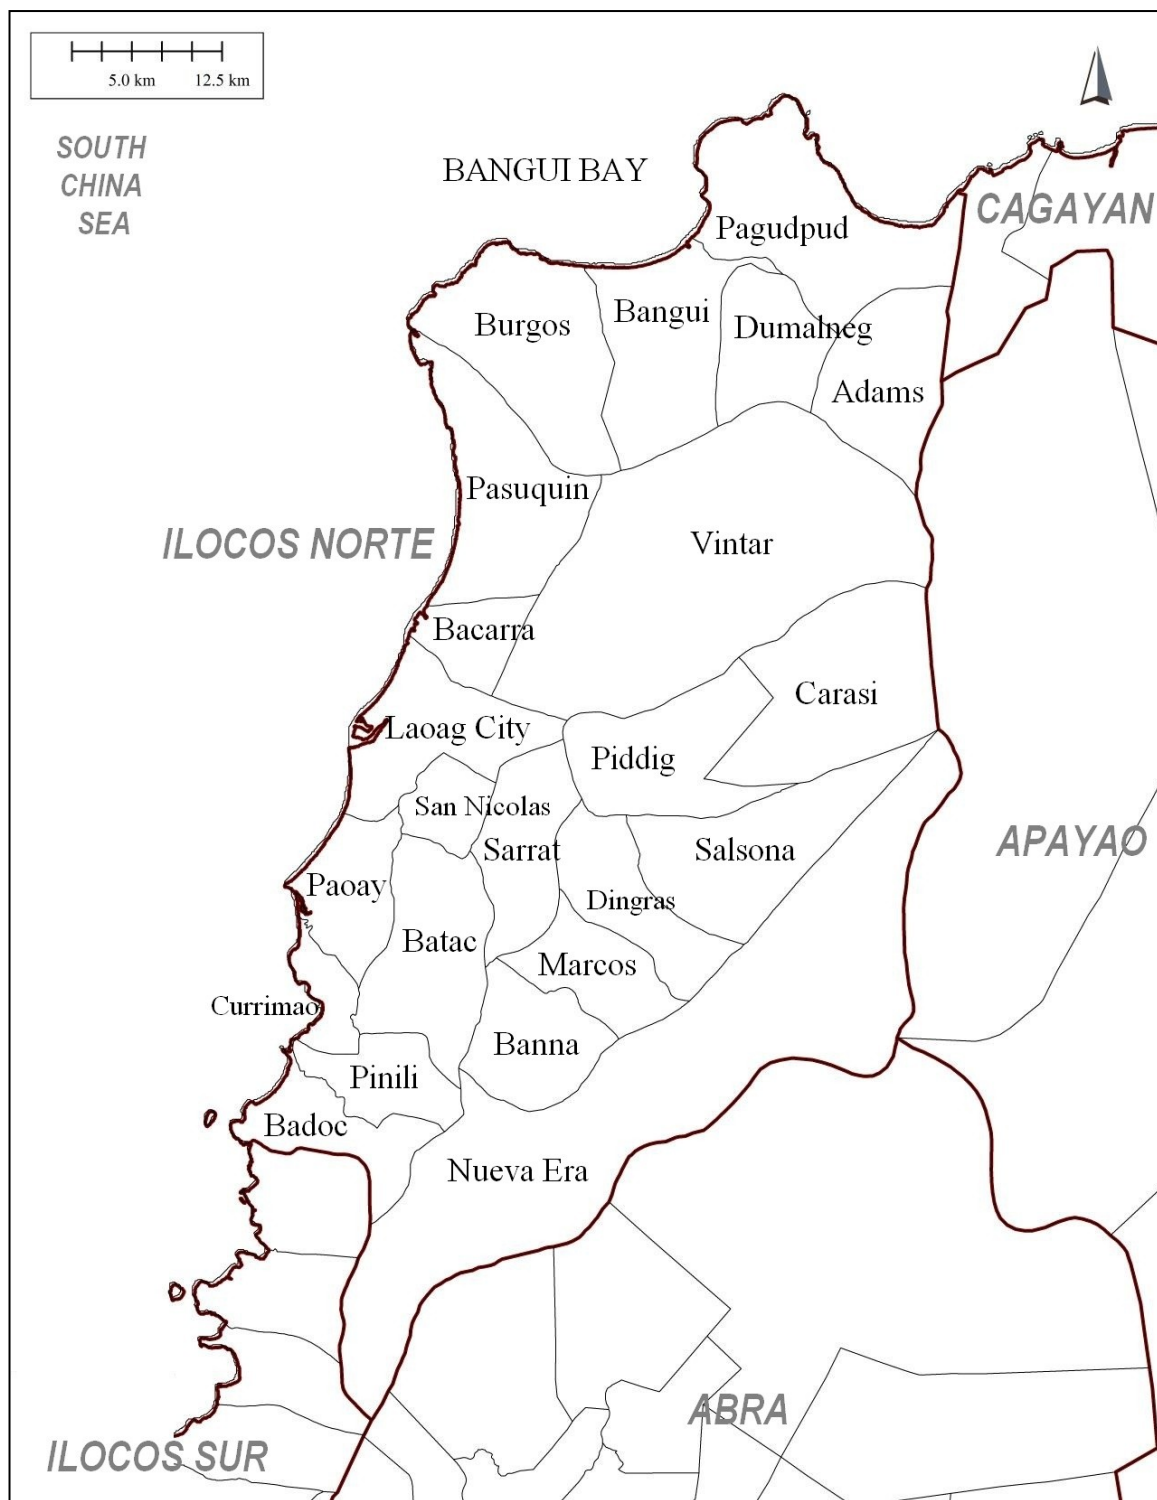 5.0 km 12.5 km
SOUTH
CHINA
SEA
BANGUI BAY
CAGAYAN
Pagudpud
Burgos
Bangui
Dumalneg
Adams
Pasuquin
ILOCOS NORTE
Vintar
Bacarra
Carasi
Laoag City
Piddig
San Nicolas
Sarrat
Salsona
APAYAO
Paoay
Dingras
Batac
Marcos
Currimao
Banna
Pinili
Badoc
Nueva Era
ABRA
ILOCOS SUR